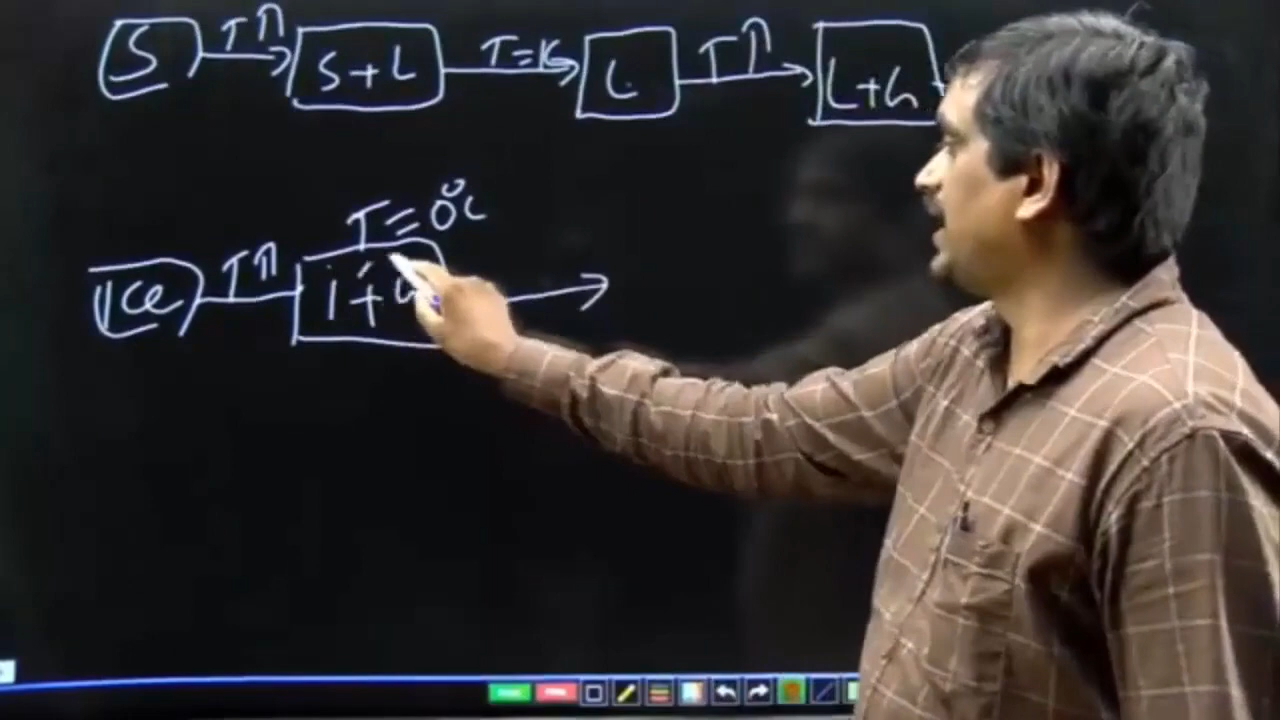 S T↑ S+L T=K L T↑ L+G
T=0°C
Ice T↑ i+